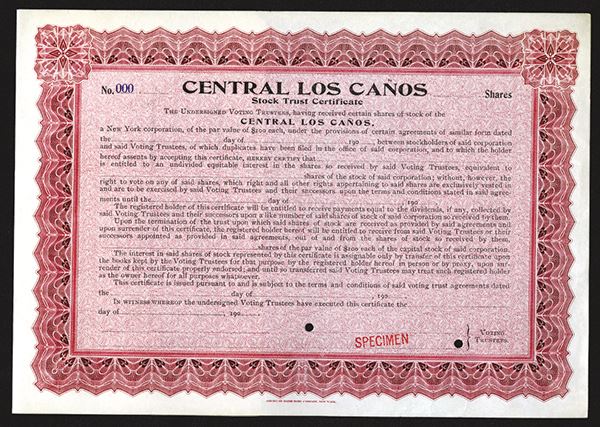 No. 000 CENTRAL LOS CAÑOS Shares
Stock Trust Certificate
THE UNDERSIGNED VOTING TRUSTEES, having received certain shares of stock of the
CENTRAL LOS CAÑOS,
a New York corporation, of the par value of $100 each, under the provisions of certain agreements of similar form dated
the day of 190 between stockholders of said corporation
and said Voting Trustees, of which duplicates have been filed in the office of said corporation, and to which the holder
hereof assents by accepting this certificate, HEREBY CERTIFY that
is entitled to an undivided equitable interest in the shares so received by said Voting Trustees, equivalent to
shares of the stock of said corporation; without, however, the
right to vote on any of said shares, which right and all other rights appertaining to said shares are exclusively vested in
and are to be exercised by said Voting Trustees and their successors upon the terms and conditions stated in said agree-
ments until the day of 190
The registered holder of this certificate will be entitled to receive payments equal to the dividends, if any, collected by
said Voting Trustees and their successors upon a like number of said shares of stock of said corporation so received by them.
Upon the termination of the trust upon which said shares of stock are received as provided by said agreements and
upon surrender of this certificate, the registered holder hereof will be entitled to receive from said Voting Trustees or their
successors appointed as provided in said agreements, out of and from the shares of stock so received by them,
shares of the par value of $100 each of the capital stock of said corporation.
The interest in said shares of stock represented by this certificate is assignable only by transfer of this certificate upon
the books kept by the Voting Trustees for that purpose by the registered holder hereof in person or by proxy, upon sur-
render of this certificate properly endorsed; and until so transferred said Voting Trustees may treat such registered holder
as the owner hereof for all purposes whatsoever.
This certificate is issued pursuant to and is subject to the terms and conditions of said voting trust agreements dated
the day of 190
IN WITNESS WHEREOF the undersigned Voting Trustees have executed this certificate the
day of , 190
SPECIMEN
VOTING
TRUSTEES.